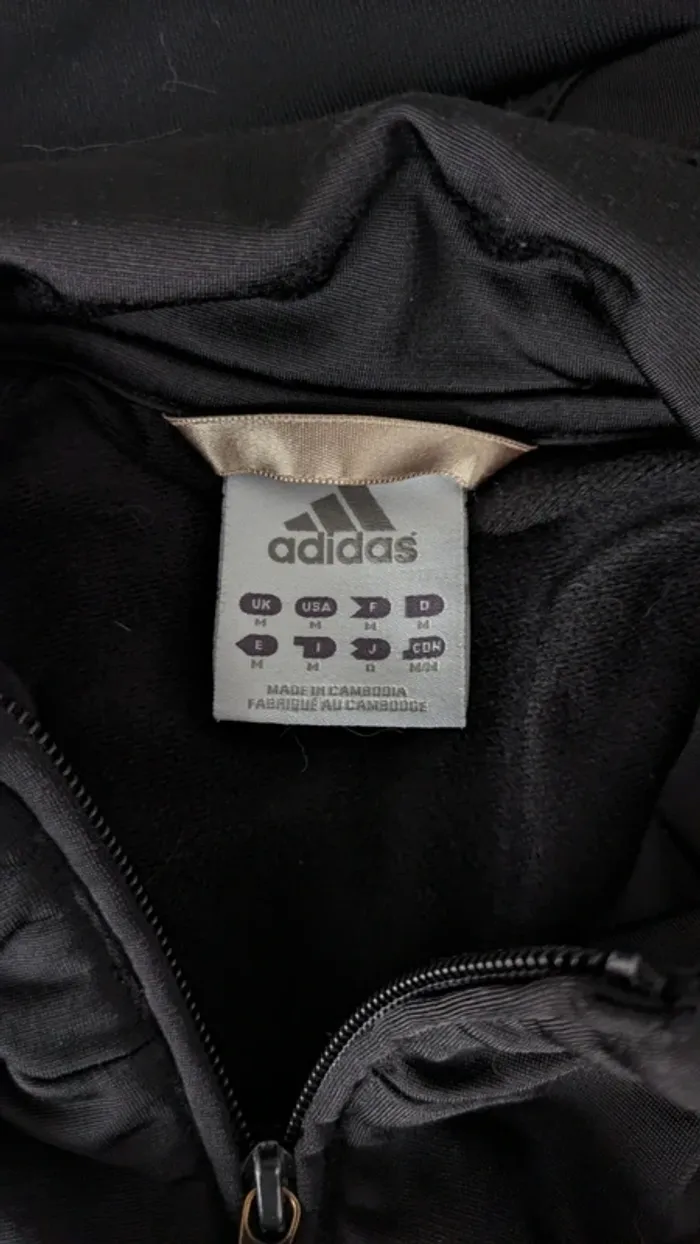 adidas
UK USA F D
M M M M
E I J CDN
M M O M/M
MADE IN CAMBODIA
FABRIQUÉ AU CAMBODGE